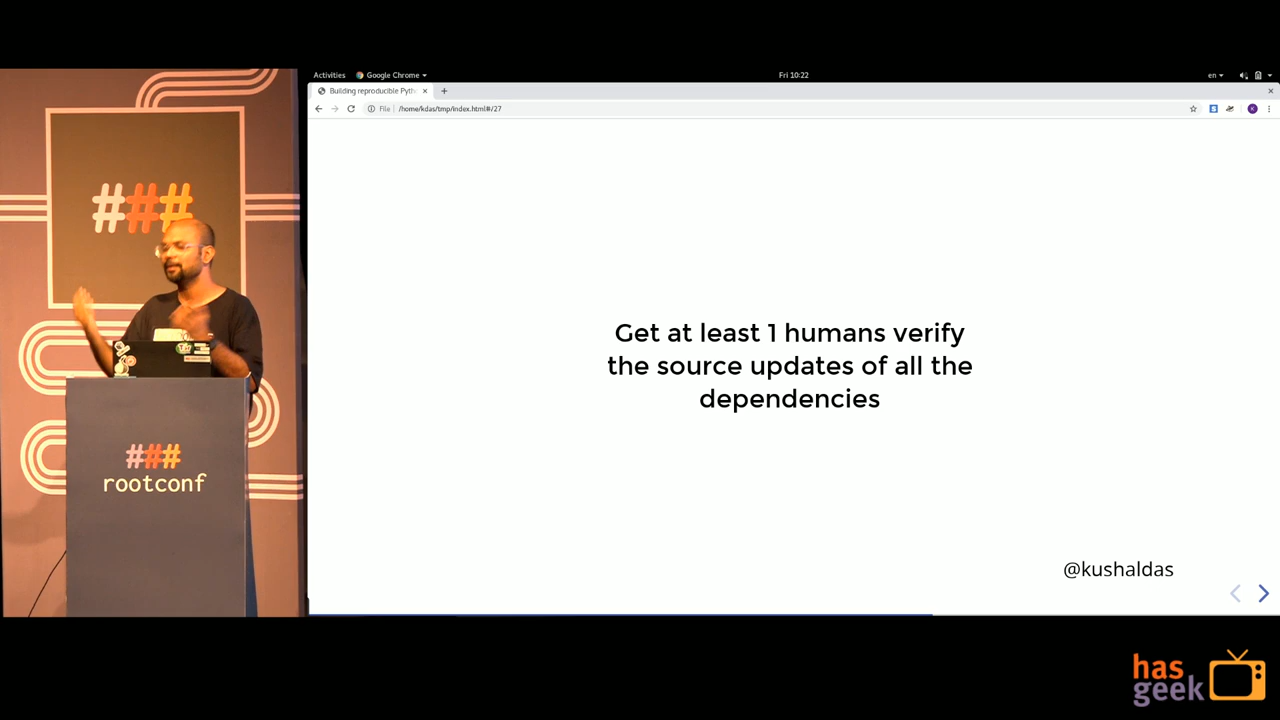 Activities
Google Chrome
Fri 10:22
en
Building reproducible Pyth
File
/home/kdas/tmp/index.html#/27
###
Get at least 1 humans verify
the source updates of all the
dependencies
###
rootconf
@kushaldas
has
geek